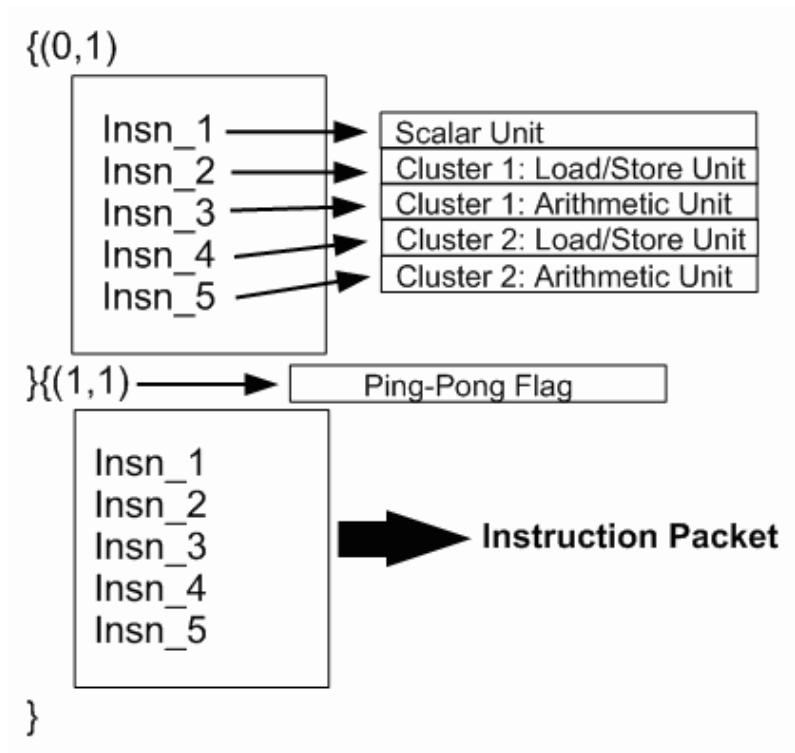 {(0,1)
Insn_1
Scalar Unit
Insn_2
Cluster 1: Load/Store Unit
Insn_3
Cluster 1: Arithmetic Unit
Insn_4
Cluster 2: Load/Store Unit
Insn_5
Cluster 2: Arithmetic Unit
}{(1,1)
Ping-Pong Flag
Insn_1
Insn_2
Insn_3
Insn_4
Insn_5
Instruction Packet
}